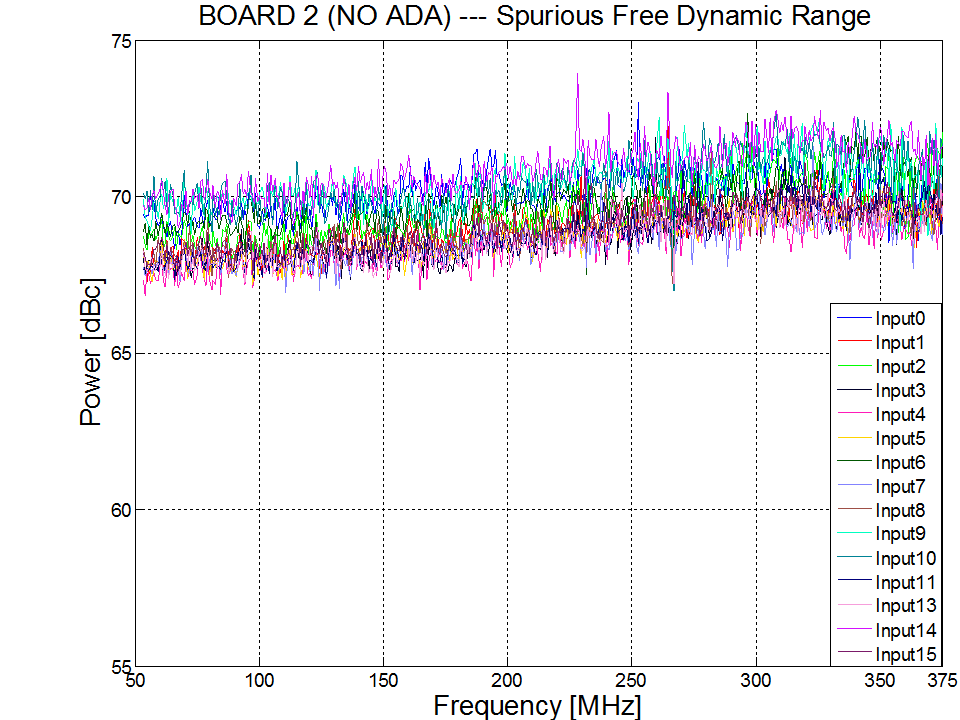 BOARD 2 (NO ADA) --- Spurious Free Dynamic Range
75
70
65
60
55
Power [dBc]
50 100 150 200 250 300 350 375
Frequency [MHz]
Input0
Input1
Input2
Input3
Input4
Input5
Input6
Input7
Input8
Input9
Input10
Input11
Input13
Input14
Input15